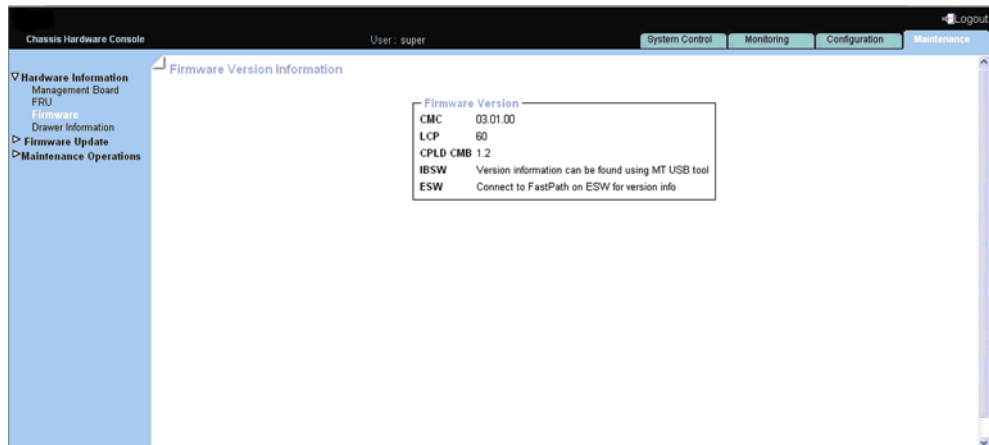 Logout
Chassis Hardware Console
User : super
System Control
Monitoring
Configuration
Maintenance
Hardware Information
Management Board
FRU
Firmware
Drawer Information
Firmware Update
Maintenance Operations
Firmware Version Information
Firmware Version
CMC 03.01.00
LCP 60
CPLD CMB 1.2
IBSW Version information can be found using MT USB tool
ESW Connect to FastPath on ESW for version info